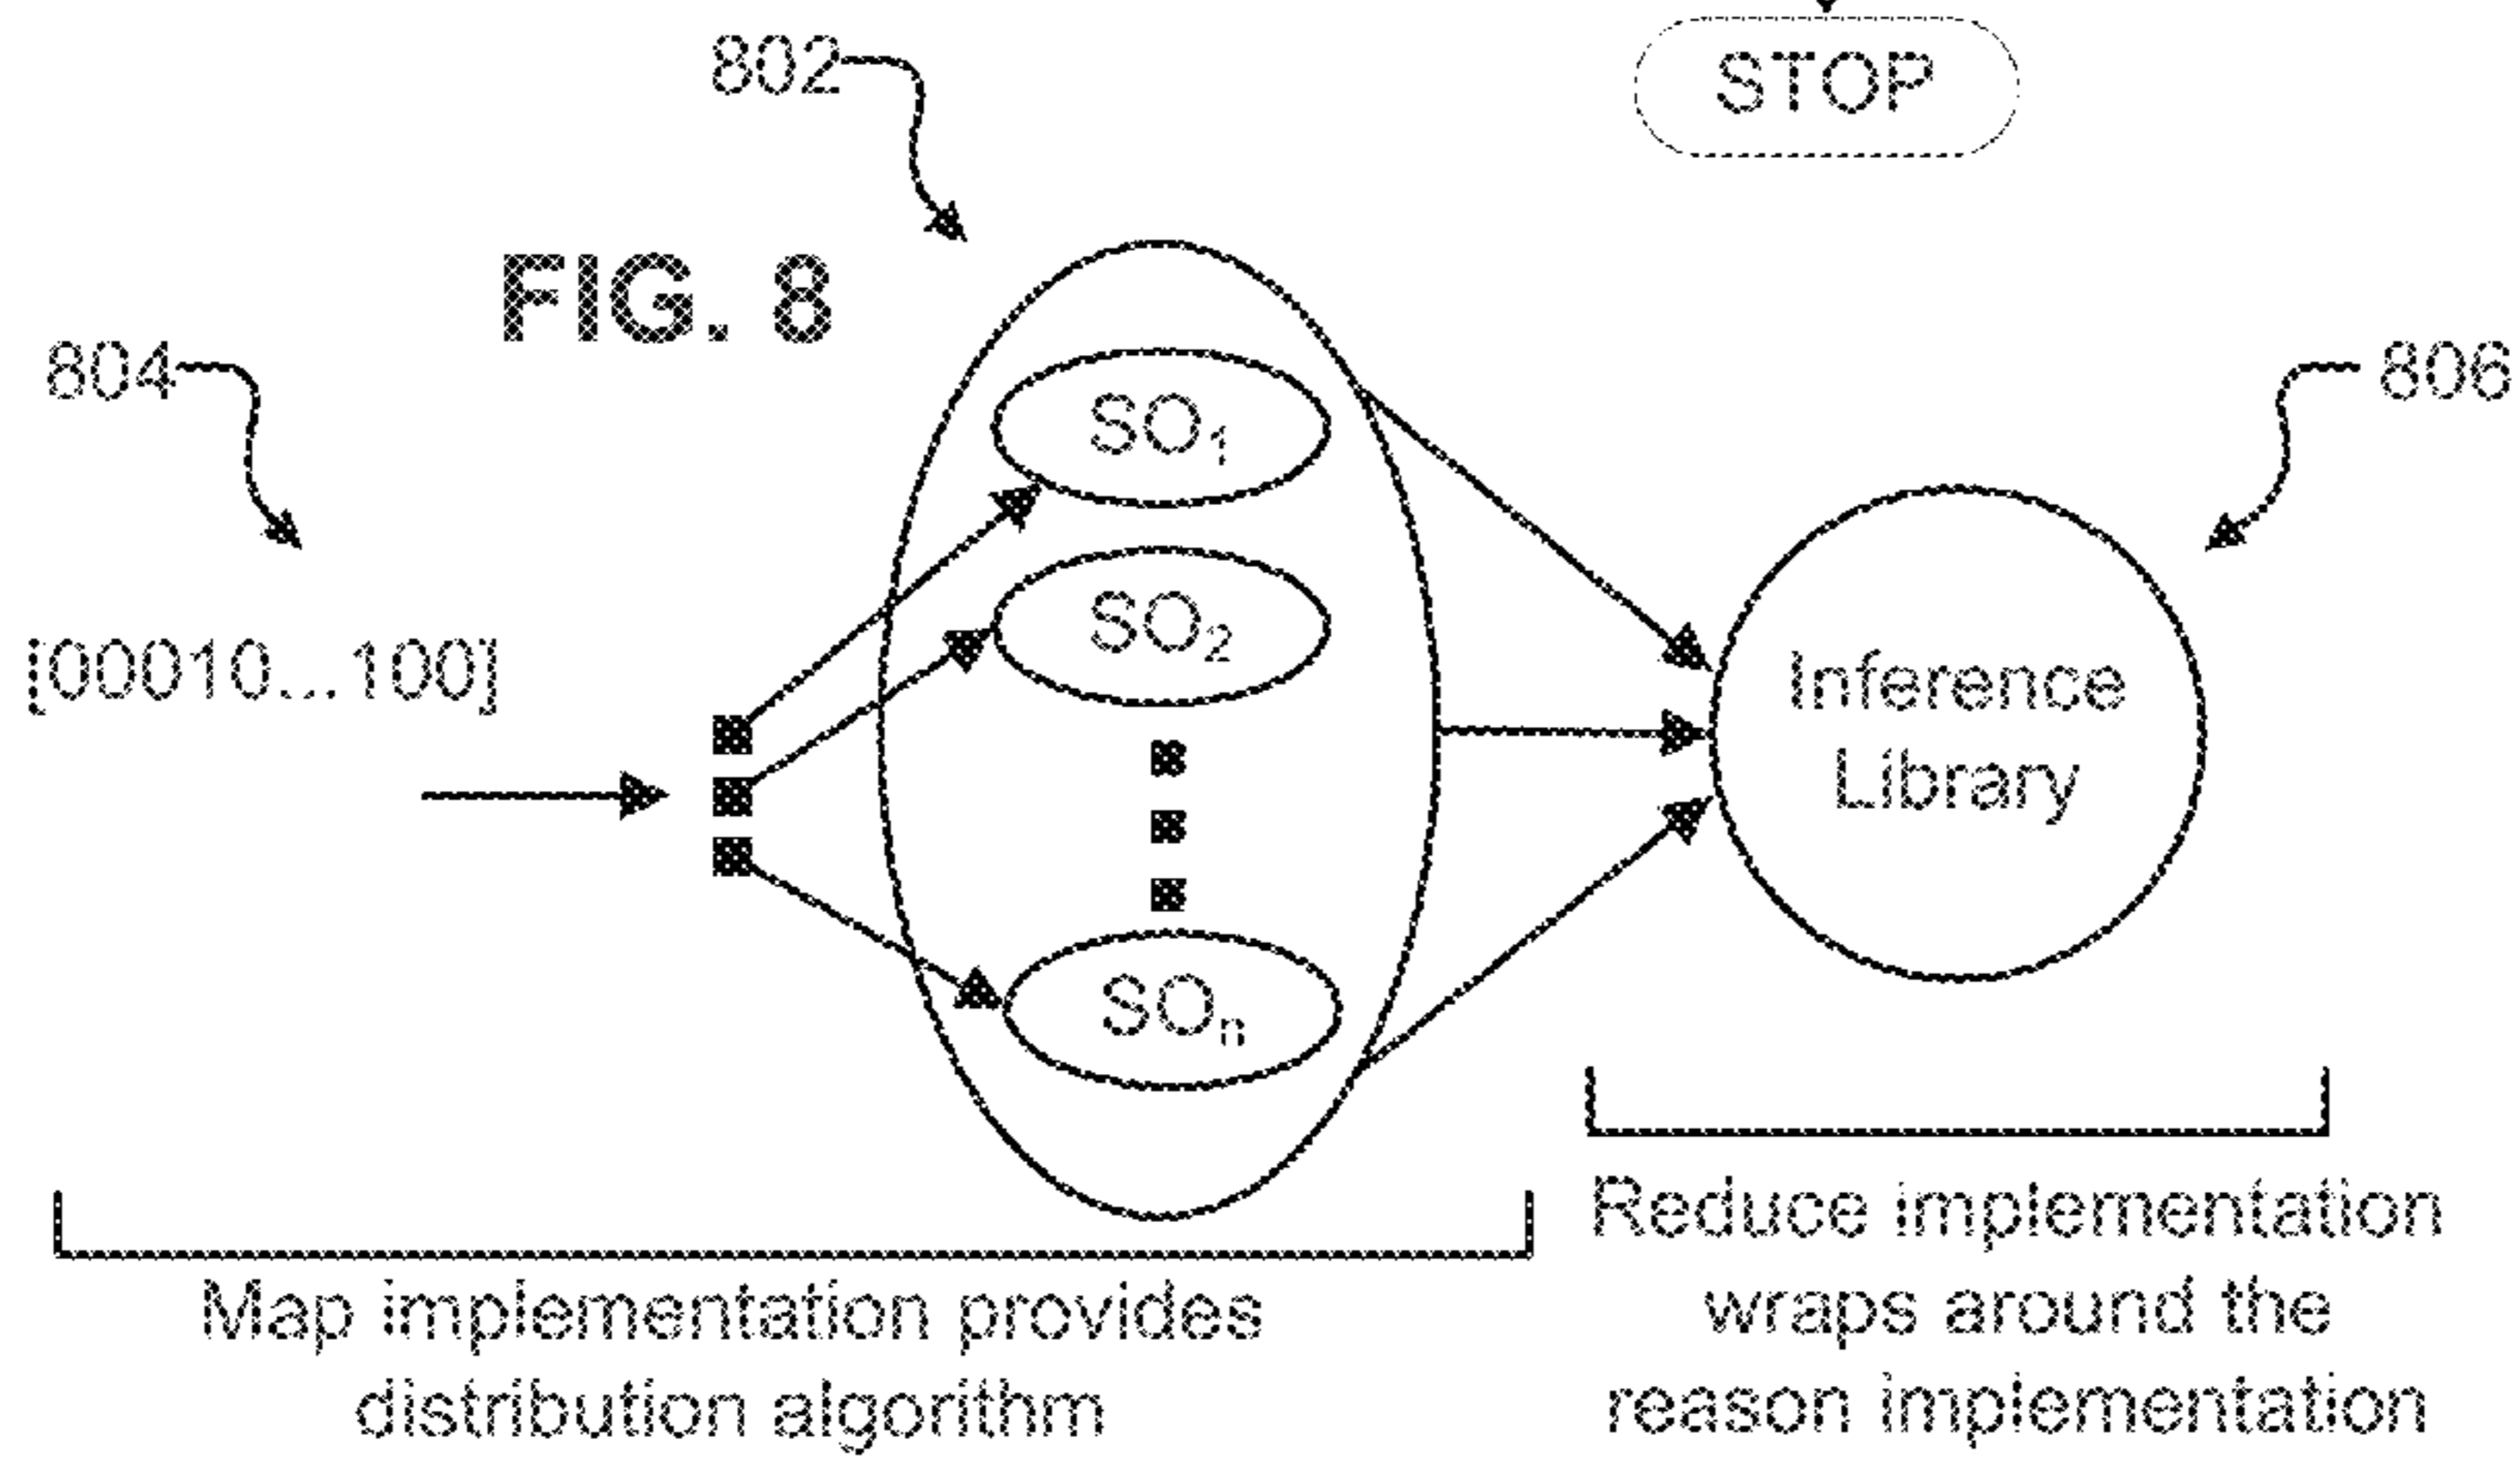 802
STOP
FIG. 8
804
806
SO₁
[00010...100]
SO₂
Inference
Library
SOₙ
Map implementation provides
distribution algorithm
Reduce implementation
wraps around the
reason implementation